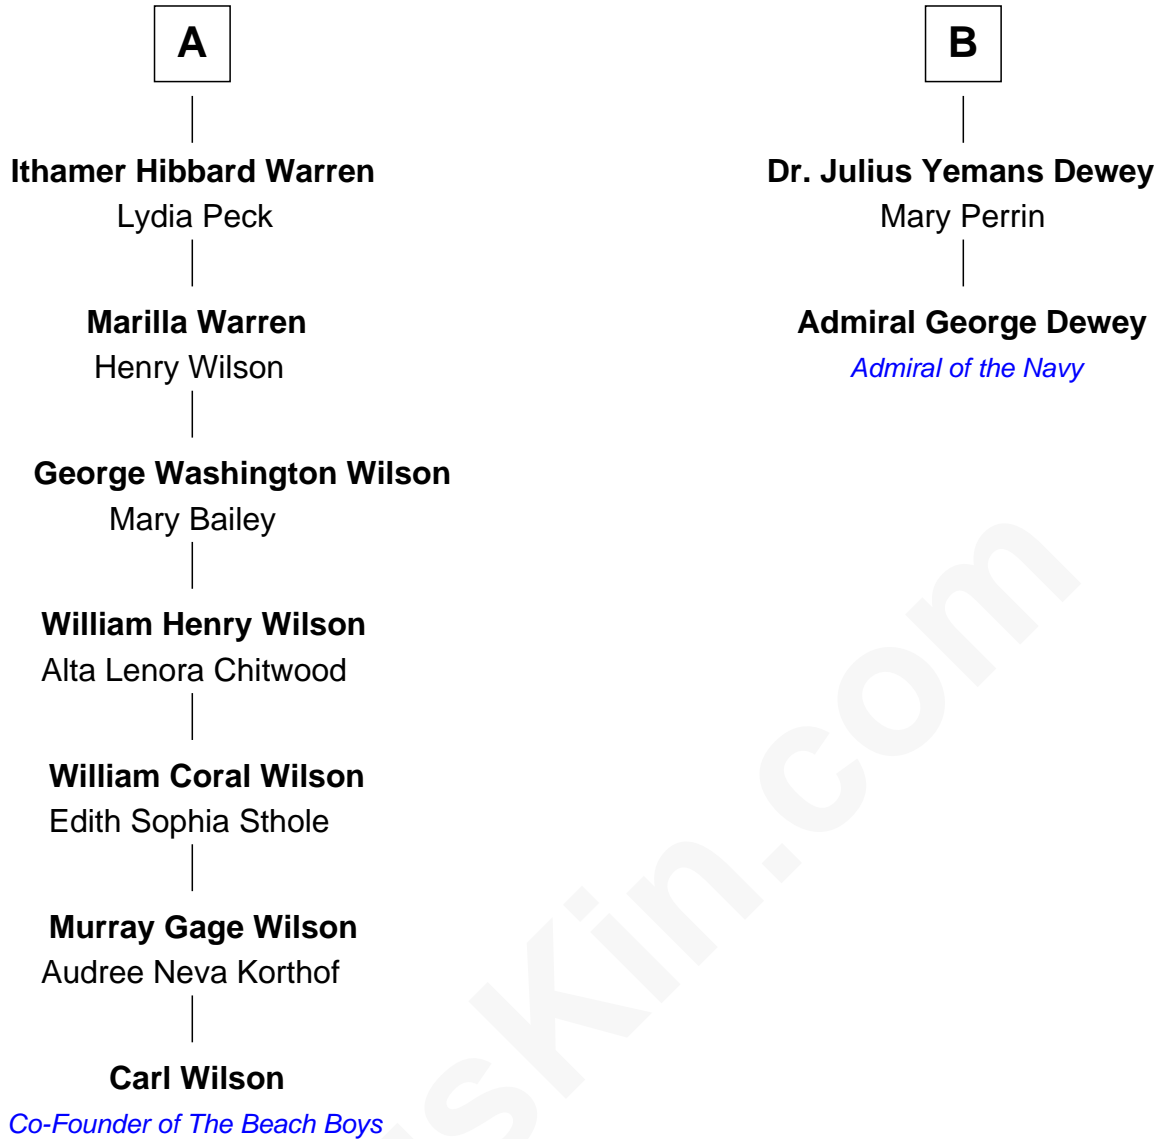 A
Ithamer Hibbard Warren
Lydia Peck
Marilla Warren
Henry Wilson
George Washington Wilson
Mary Bailey
William Henry Wilson
Alta Lenora Chitwood
William Coral Wilson
Edith Sophia Sthole
Murray Gage Wilson
Audree Neva Korthof
Carl Wilson
Co-Founder of The Beach Boys
B
Dr. Julius Yemans Dewey
Mary Perrin
Admiral George Dewey
Admiral of the Navy
usKin.com